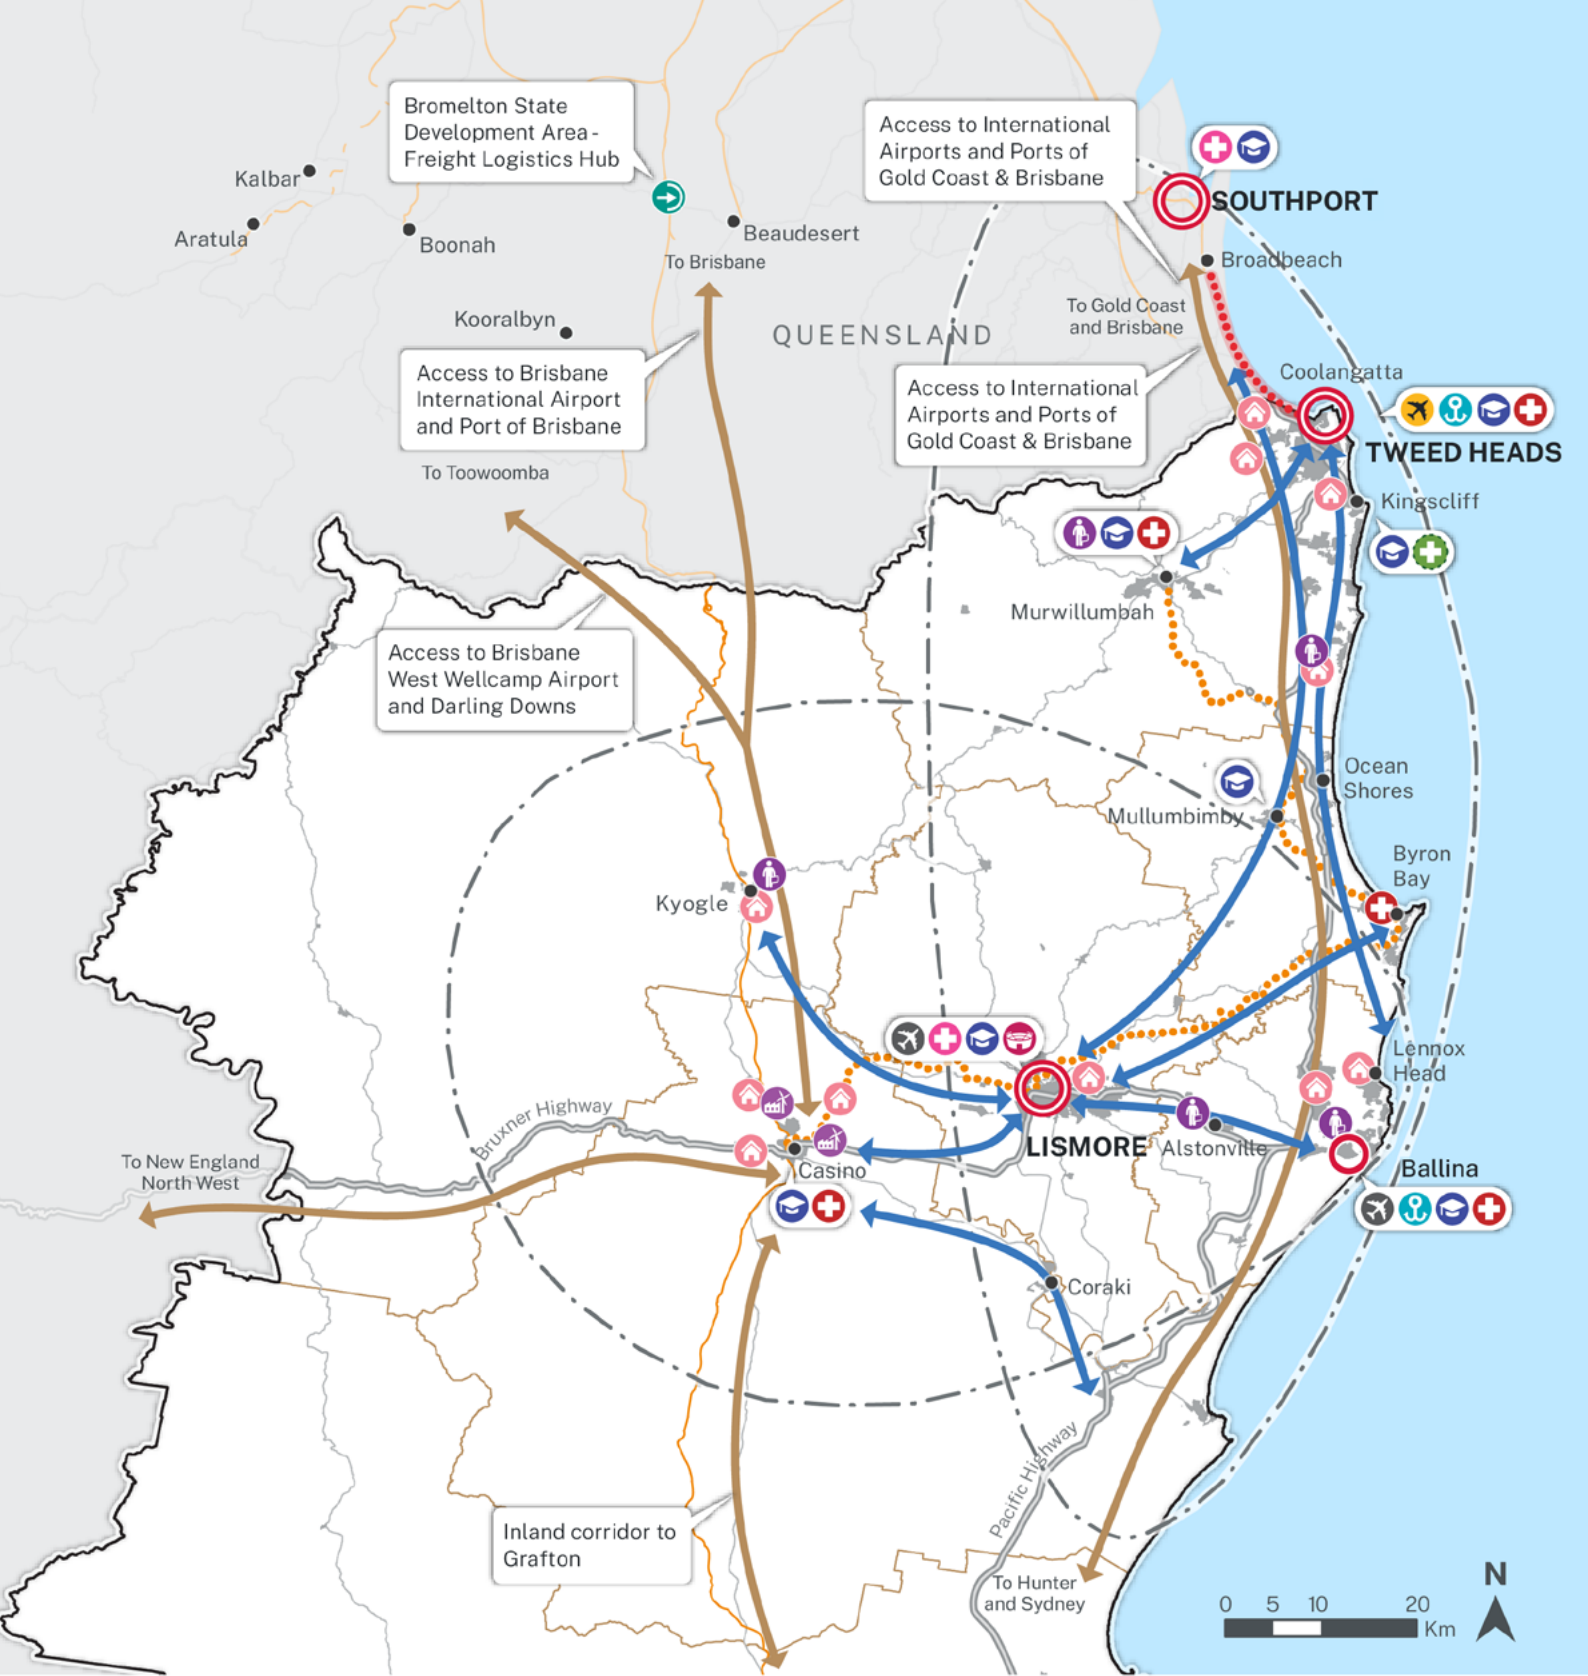 Bromelton State
Development Area -
Freight Logistics Hub
Access to International
Airports and Ports of
Gold Coast & Brisbane
SOUTHPORT
Kalbar
Aratula
Boonah
Beaudesert
To Brisbane
Broadbeach
Kooralbyn
QUEENSLAND
To Gold Coast
and Brisbane
Access to Brisbane
International Airport
and Port of Brisbane
Access to International
Airports and Ports of
Gold Coast & Brisbane
Coolangatta
TWEED HEADS
To Toowoomba
Kingscliff
Murwillumbah
Access to Brisbane
West Wellcamp Airport
and Darling Downs
Ocean
Shores
Mullumbimby
Byron
Bay
Kyogle
Lennox
Head
Bruxner Highway
LISMORE
Alstonville
To New England
North West
Casino
Ballina
Coraki
Pacific Highway
Inland corridor to
Grafton
To Hunter
and Sydney
N
0 5 10 20
Km